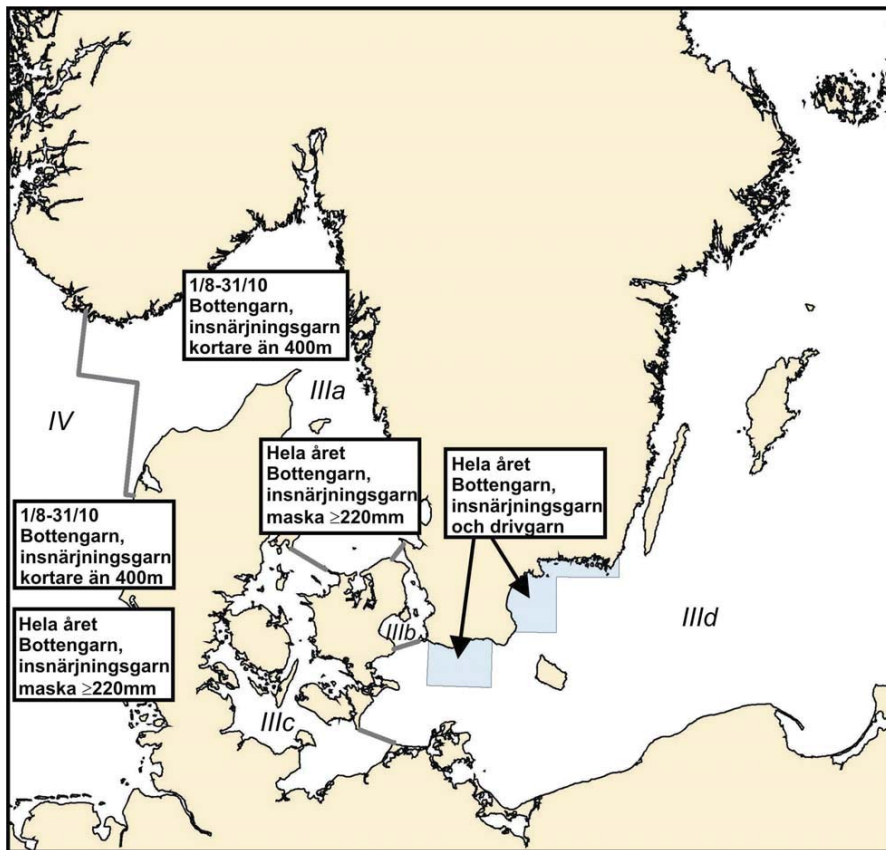 1/8-31/10
Bottengarn,
insnärjningsgarn
kortare än 400m
IIIa
IV
Hela året
Bottengarn,
insnärjningsgarn
maska ≥220mm
Hela året
Bottengarn,
insnärjningsgarn
och drivgarn
1/8-31/10
Bottengarn,
insnärjningsgarn
kortare än 400m
Hela året
Bottengarn,
insnärjningsgarn
maska ≥220mm
IIIb
IIId
IIIc